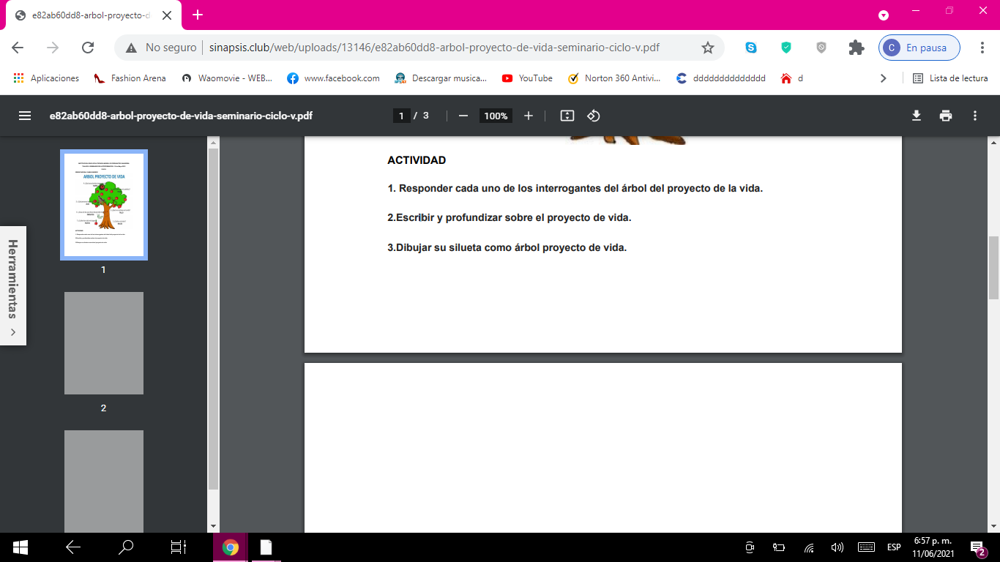 e82ab60dd8-arbol-proyecto-d
No seguro
sinapsis.club/web/uploads/13146/e82ab60dd8-arbol-proyecto-de-vida-seminario-ciclo-v.pdf
C En pausa
Aplicaciones
Fashion Arena
Waomovie - WEB...
www.facebook.com
Descargar musica...
YouTube
Norton 360 Antivi...
dddddddddddddd
d
Lista de lectura
e82ab60dd8-arbol-proyecto-de-vida-seminario-ciclo-v.pdf
1 / 3
100%
ARBOL PROYECTO DE VIDA
1
2
Herramientas
ACTIVIDAD
1. Responder cada uno de los interrogantes del árbol del proyecto de la vida.
2.Escribir y profundizar sobre el proyecto de vida.
3.Dibujar su silueta como árbol proyecto de vida.
ESP
6:57 p. m.
11/06/2021
2